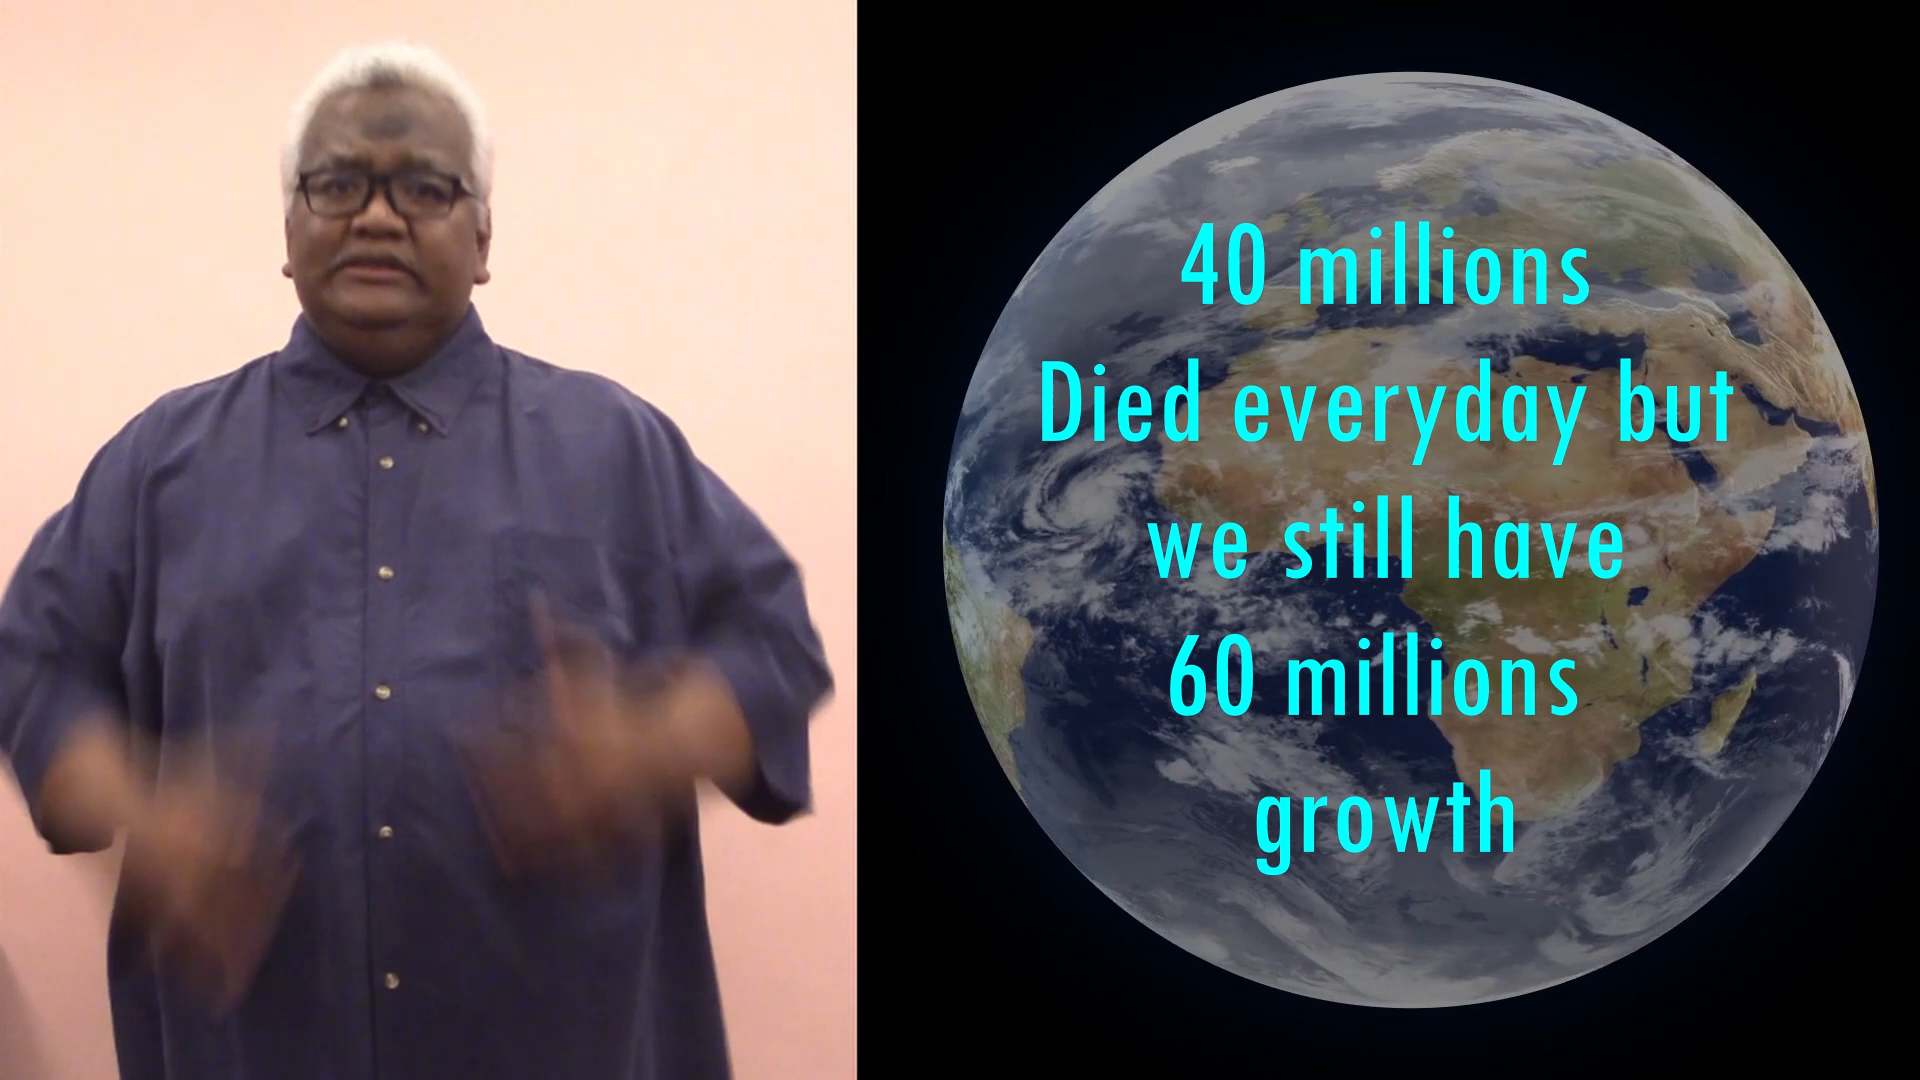 40 millions
Died everyday but
we still have
60 millions
growth